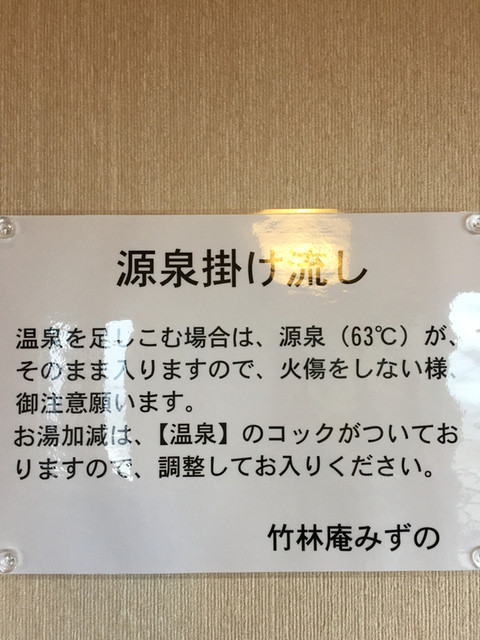 源泉掛け流し
温泉を足しこむ場合は、源泉（63℃）が、
そのまま入りますので、火傷をしない様、
御注意願います。
お湯加減は、【温泉】のコックがついてお
りますので、調整してお入りください。
竹林庵みずの